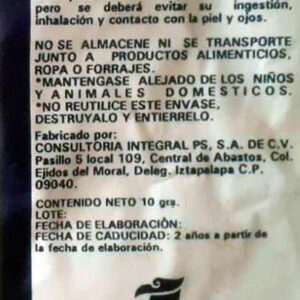 pero se deberá evitar su ingestión,
inhalación y contacto con la piel y ojos.
NO SE ALMACENE NI SE TRANSPORTE
JUNTO A PRODUCTOS ALIMENTICIOS,
ROPA O FORRAJES.
*MANTENGASE ALEJADO DE LOS NIÑOS
Y ANIMALES DOMESTICOS.
*NO REUTILICE ESTE ENVASE,
DESTRUYALO Y ENTIERRELO.
Fabricado por:
CONSULTORIA INTEGRAL PS, S.A. DE C.V.
Pasillo 5 local 109, Central de Abastos, Col.
Ejidos del Moral, Deleg. Iztapalapa C.P.
09040.
CONTENIDO NETO 10 grs.
LOTE:
FECHA DE ELABORACIÓN:
FECHA DE CADUCIDAD: 2 años a partir de
la fecha de elaboración.